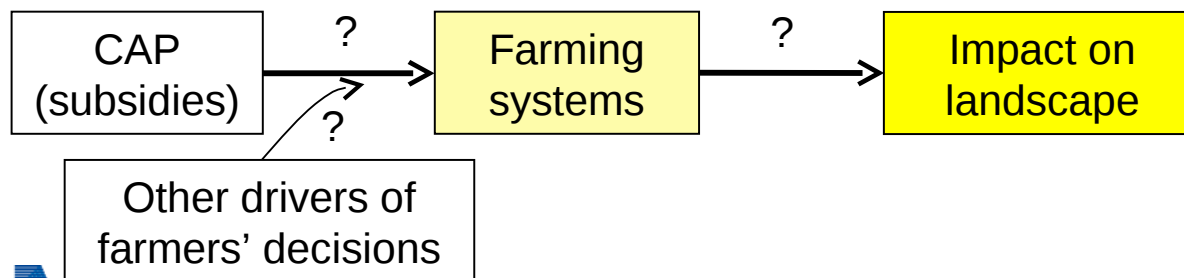 CAP
(subsidies)
?
Farming
systems
?
Impact on
landscape
?
Other drivers of
farmers’ decisions